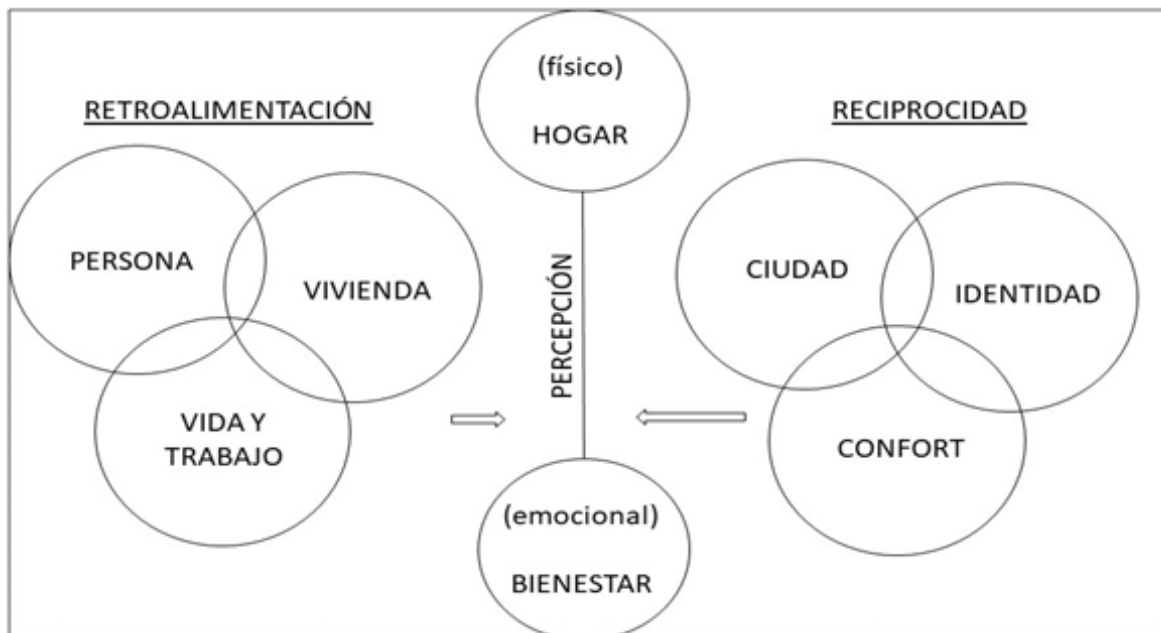 RETROALIMENTACIÓN
PERSONA
VIVIENDA
VIDA Y
TRABAJO
(físico)
HOGAR
PERCEPCIÓN
(emocional)
BIENESTAR
RECIPROCIDAD
CIUDAD
IDENTIDAD
CONFORT